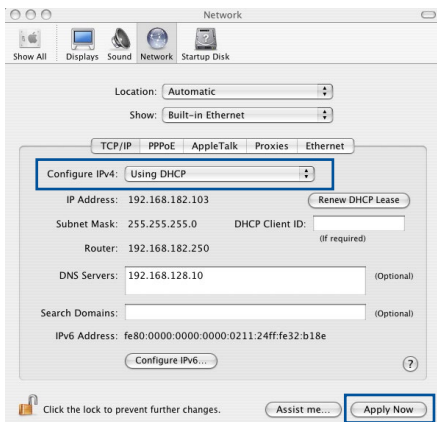 Network
Show All Displays Sound Network Startup Disk
Location: Automatic
Show: Built-in Ethernet
TCP/IP PPPoE AppleTalk Proxies Ethernet
Configure IPv4: Using DHCP
IP Address: 192.168.182.103 Renew DHCP Lease
Subnet Mask: 255.255.255.0 DHCP Client ID:
(If required)
Router: 192.168.182.250
DNS Servers: 192.168.128.10 (Optional)
Search Domains: (Optional)
IPv6 Address: fe80:0000:0000:0000:0211:24ff:fe32:b18e
Configure IPv6... ?
Click the lock to prevent further changes. Assist me... Apply Now